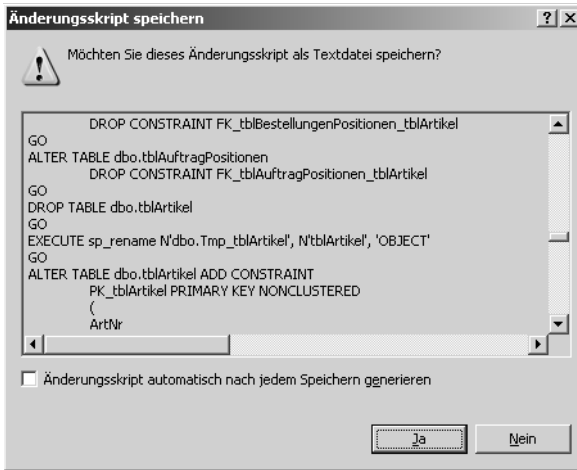 Änderungsskript speichern
Möchten Sie dieses Änderungsskript als Textdatei speichern?
DROP CONSTRAINT FK_tblBestellungenPositionen_tblArtikel
GO
ALTER TABLE dbo.tblAuftragPositionen
DROP CONSTRAINT FK_tblAuftragPositionen_tblArtikel
GO
DROP TABLE dbo.tblArtikel
GO
EXECUTE sp_rename N'dbo.Tmp_tblArtikel', N'tblArtikel', 'OBJECT'
GO
ALTER TABLE dbo.tblArtikel ADD CONSTRAINT
PK_tblArtikel PRIMARY KEY NONCLUSTERED
(
ArtNr
Änderungsskript automatisch nach jedem Speichern generieren
Ja Nein